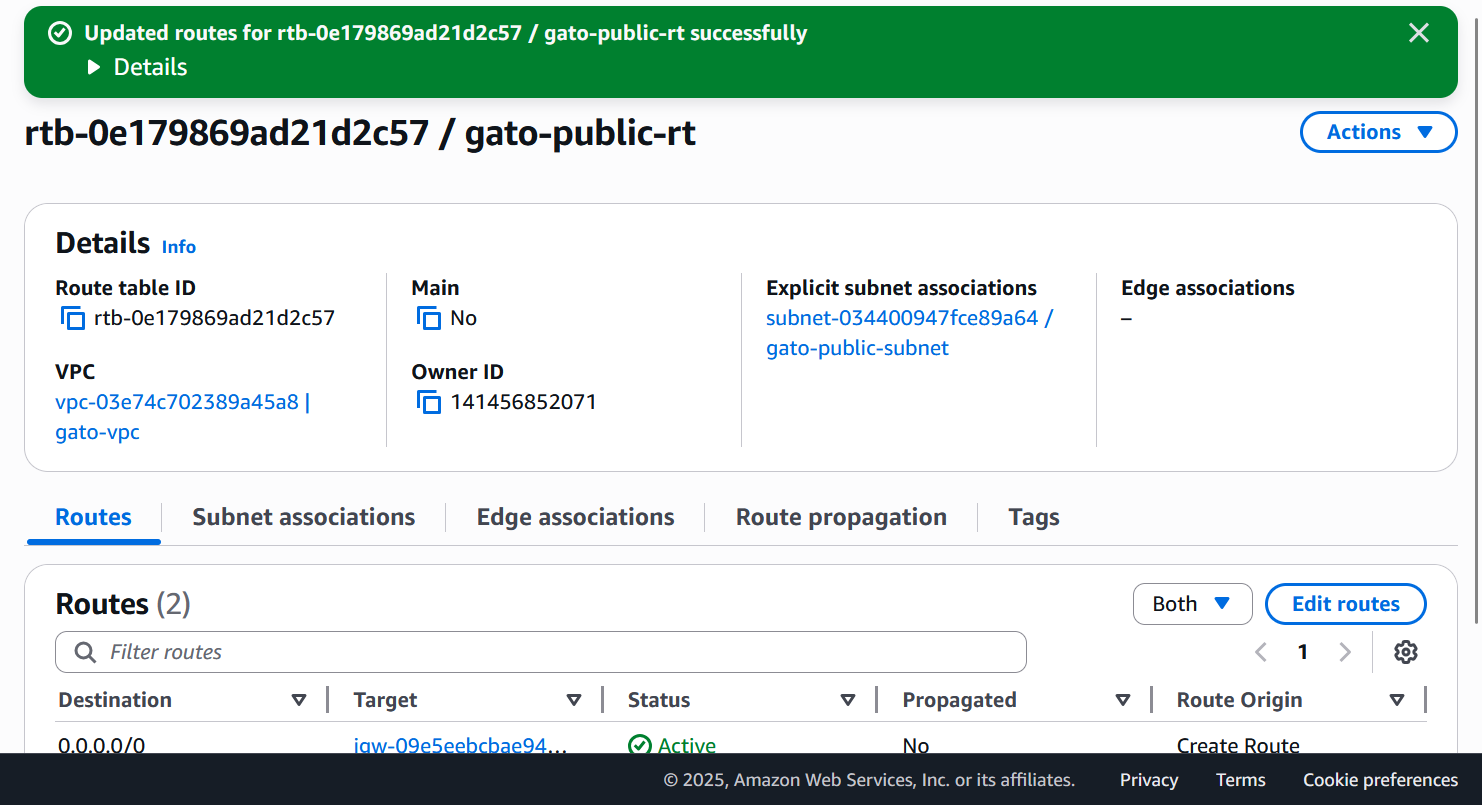 Updated routes for rtb-0e179869ad21d2c57 / gato-public-rt successfully
Details
rtb-0e179869ad21d2c57 / gato-public-rt
Actions
Details Info
Route table ID
rtb-0e179869ad21d2c57
Main
No
Explicit subnet associations
subnet-034400947fce89a64 /
gato-public-subnet
Edge associations
–
VPC
vpc-03e74c702389a45a8 |
gato-vpc
Owner ID
141456852071
Routes Subnet associations Edge associations Route propagation Tags
Routes (2)
Both
Edit routes
Filter routes
1
Destination Target Status Propagated Route Origin
0.0.0.0/0 igw-09e5eebcbae94... Active No Create Route
© 2025, Amazon Web Services, Inc. or its affiliates. Privacy Terms Cookie preferences